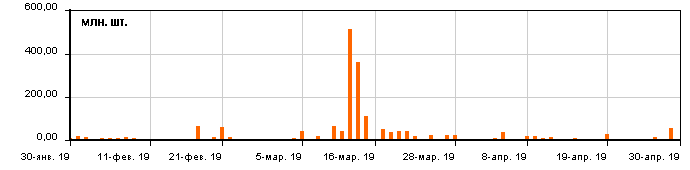 600,00
млн. шт.
400,00
200,00
0,00
30-янв. 19 11-фев. 19 21-фев. 19 5-мар. 19 16-мар. 19 28-мар. 19 8-апр. 19 19-апр. 19 30-апр. 19